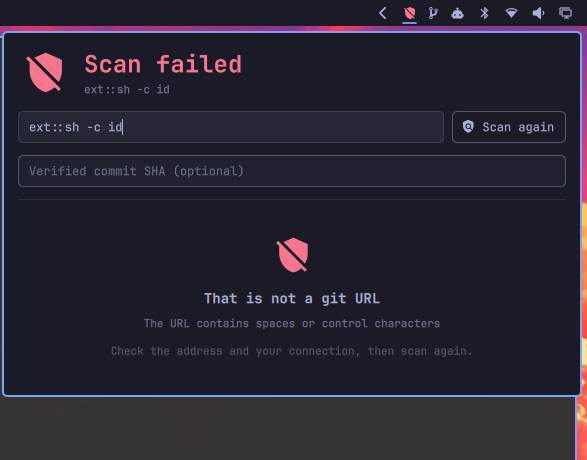 Scan failed
ext::sh -c id
ext::sh -c id
Scan again
Verified commit SHA (optional)
That is not a git URL
The URL contains spaces or control characters
Check the address and your connection, then scan again.